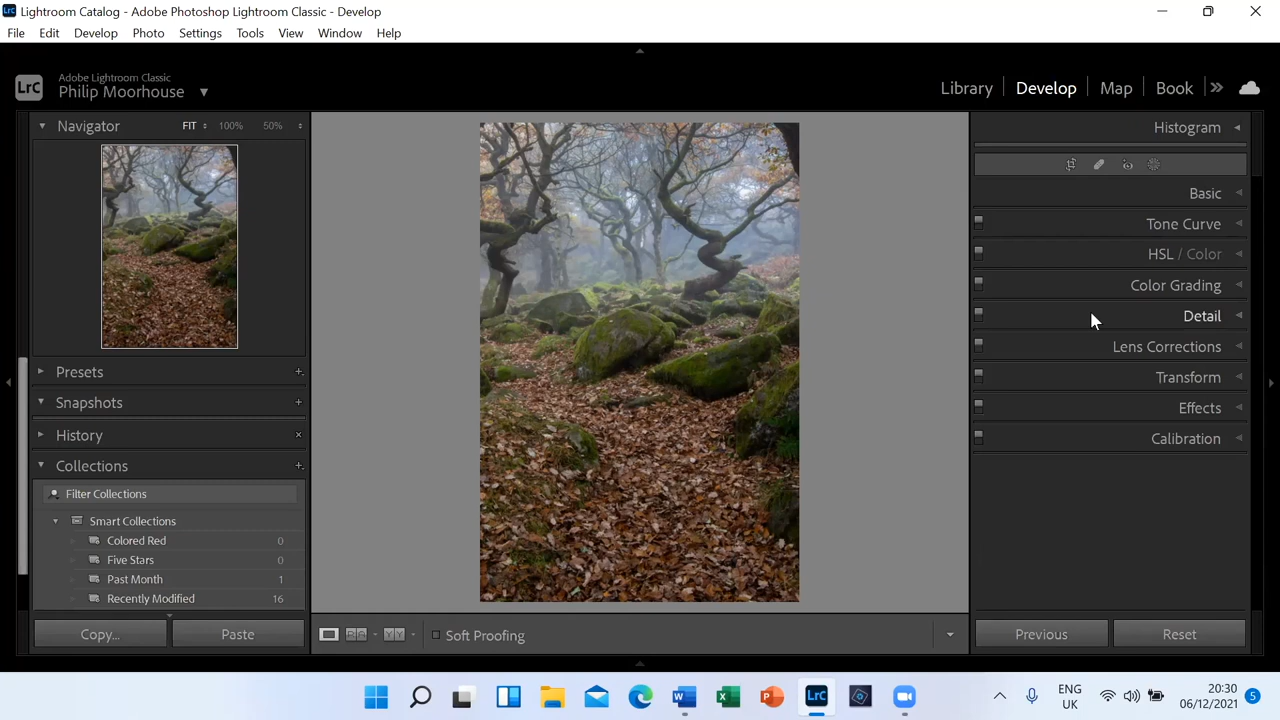 Lightroom Catalog - Adobe Photoshop Lightroom Classic - Develop
File Edit Develop Photo Settings Tools View Window Help
LrC Adobe Lightroom Classic
Philip Moorhouse
Library Develop Map Book
Navigator FIT 100% 50%
Histogram
Basic
Tone Curve
HSL / Color
Color Grading
Detail
Lens Corrections
Transform
Effects
Calibration
Presets
Snapshots
History
Collections
Filter Collections
Smart Collections
Colored Red 0
Five Stars 0
Past Month 1
Recently Modified 16
Copy... Paste
Soft Proofing
Previous Reset
LrC
ENG
UK
20:30
06/12/2021
5